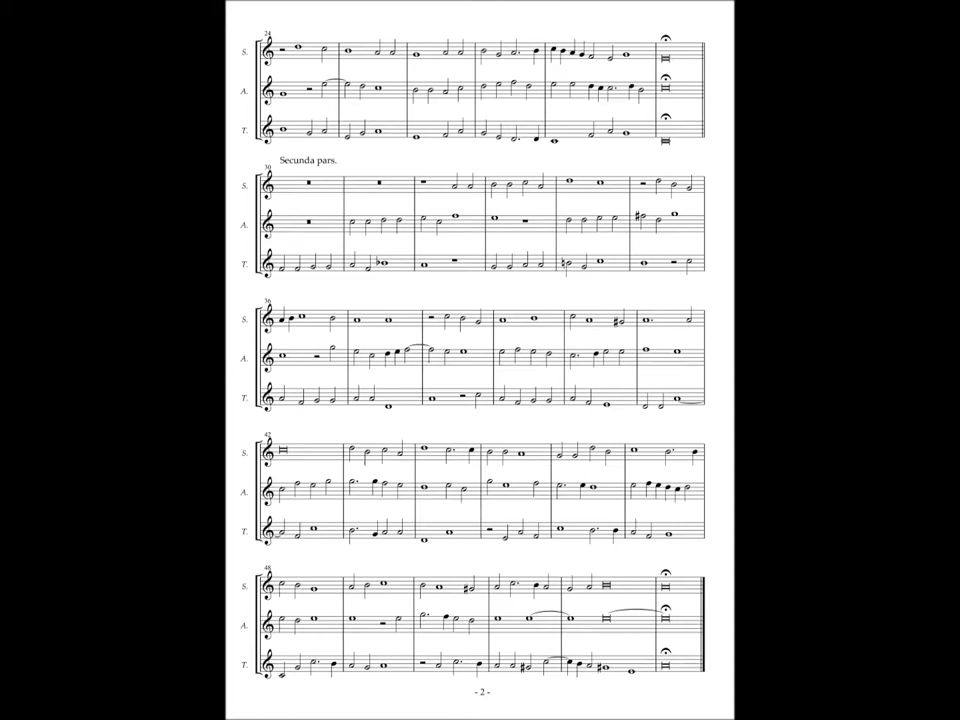 24
S.
A.
T.
Secunda pars.
30
S.
A.
T.
36
S.
A.
T.
42
S.
A.
T.
48
S.
A.
T.
- 2 -